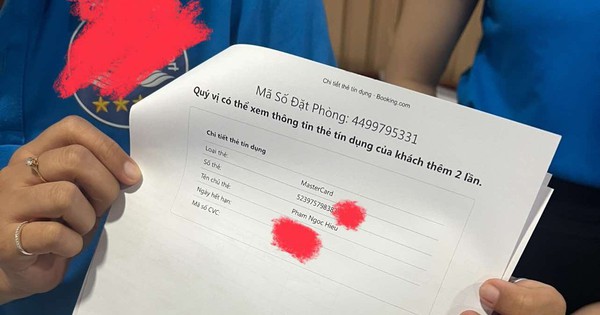 Chi tiết thẻ tín dụng : Booking.com
Mã Số Đặt Phòng: 4499795331
Quý vị có thể xem thông tin thẻ tín dụng của khách thêm 2 lần.
Chi tiết thẻ tín dụng
Loại thẻ: MasterCard
Số thẻ: 5239757983
Tên chủ thẻ: Pham Ngoc Hieu
Ngày hết hạn:
Mã số CVC: